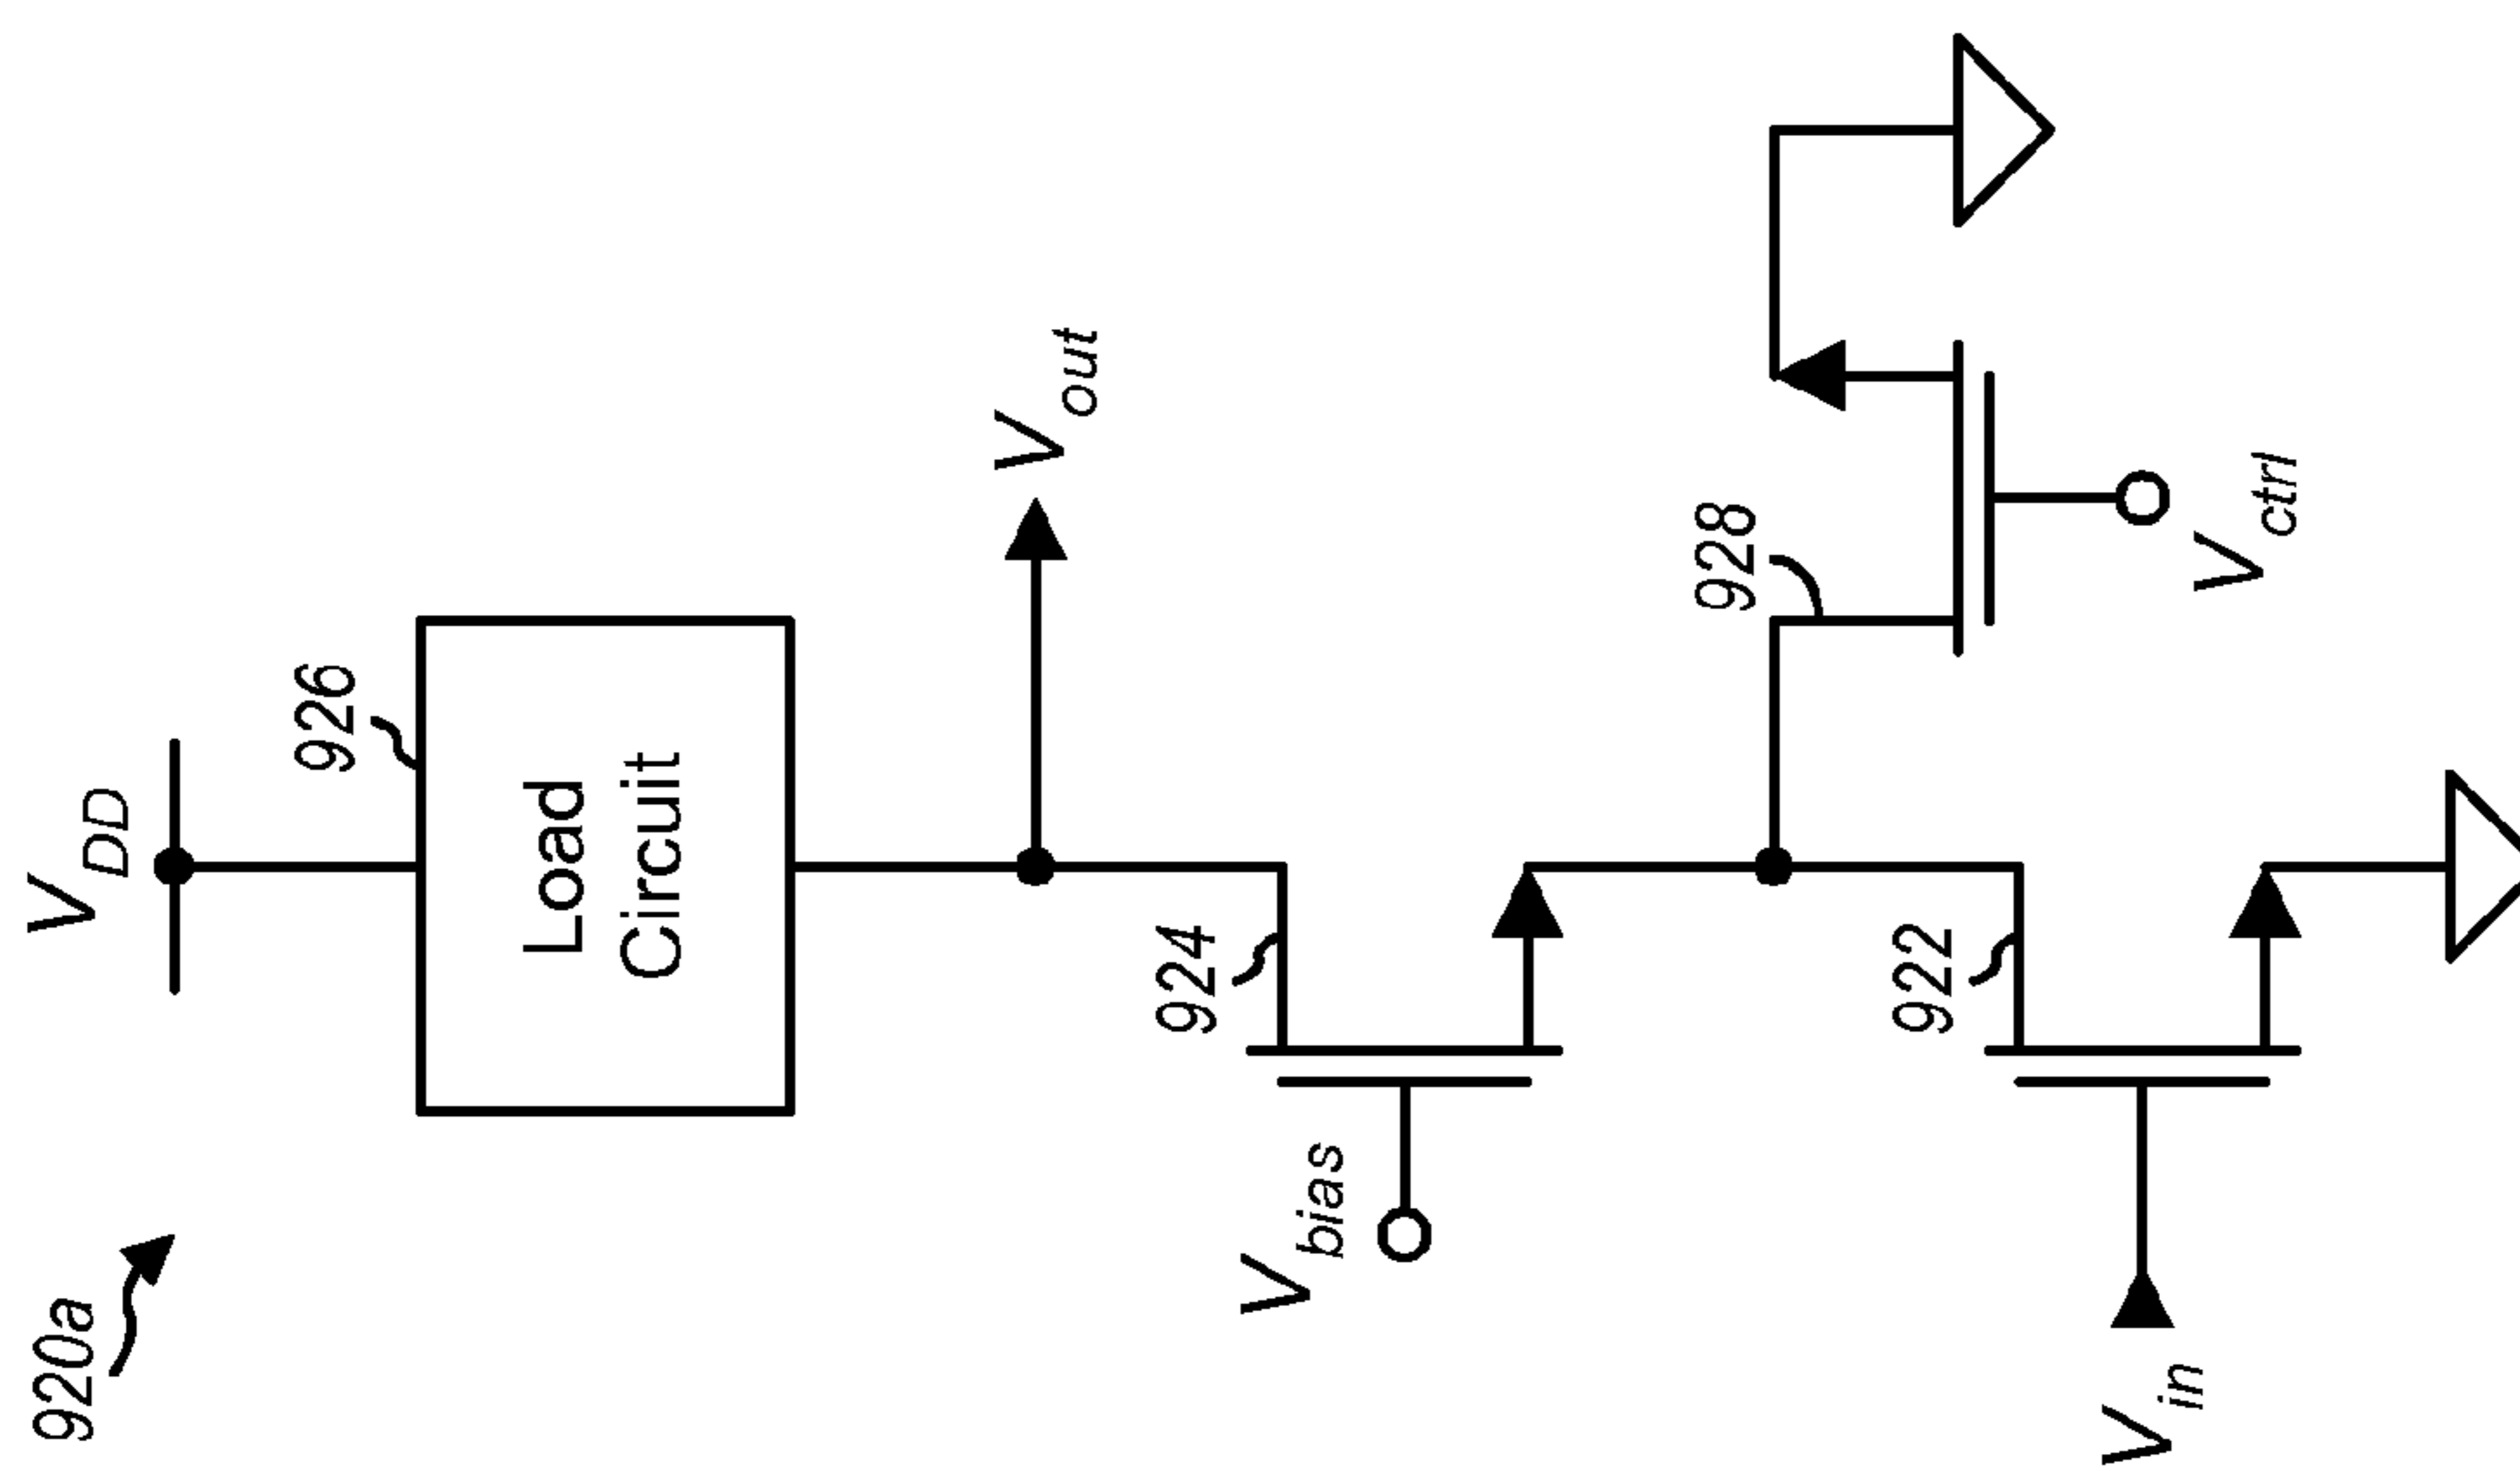 920a
V_DD
926
Load
Circuit
V_out
924
V_bias
928
922
V_ctrl
V_in